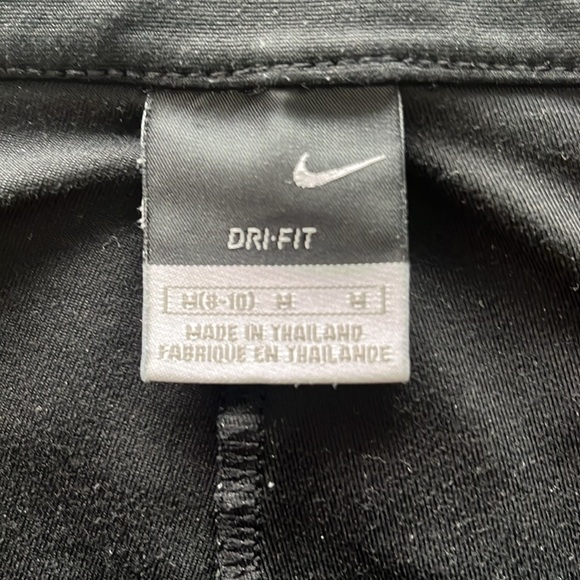 DRI-FIT
M(8-10) M M
MADE IN THAILAND
FABRIQUE EN THAILANDE